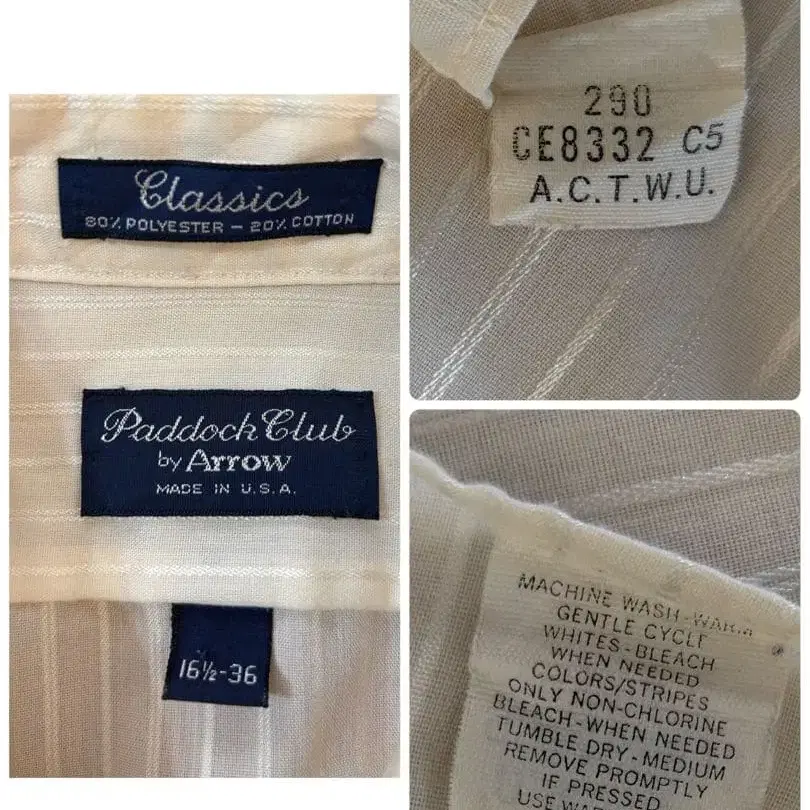 Classics
80% POLYESTER - 20% COTTON
Paddock Club
by Arrow
MADE IN U.S.A.
16½-36
290
CE8332 C5
A.C.T.W.U.
MACHINE WASH-WARM
GENTLE CYCLE
WHITES-BLEACH
WHEN NEEDED
COLORS/STRIPES
ONLY NON-CHLORINE
BLEACH-WHEN NEEDED
TUMBLE DRY-MEDIUM
REMOVE PROMPTLY
IF PRESSED
USE